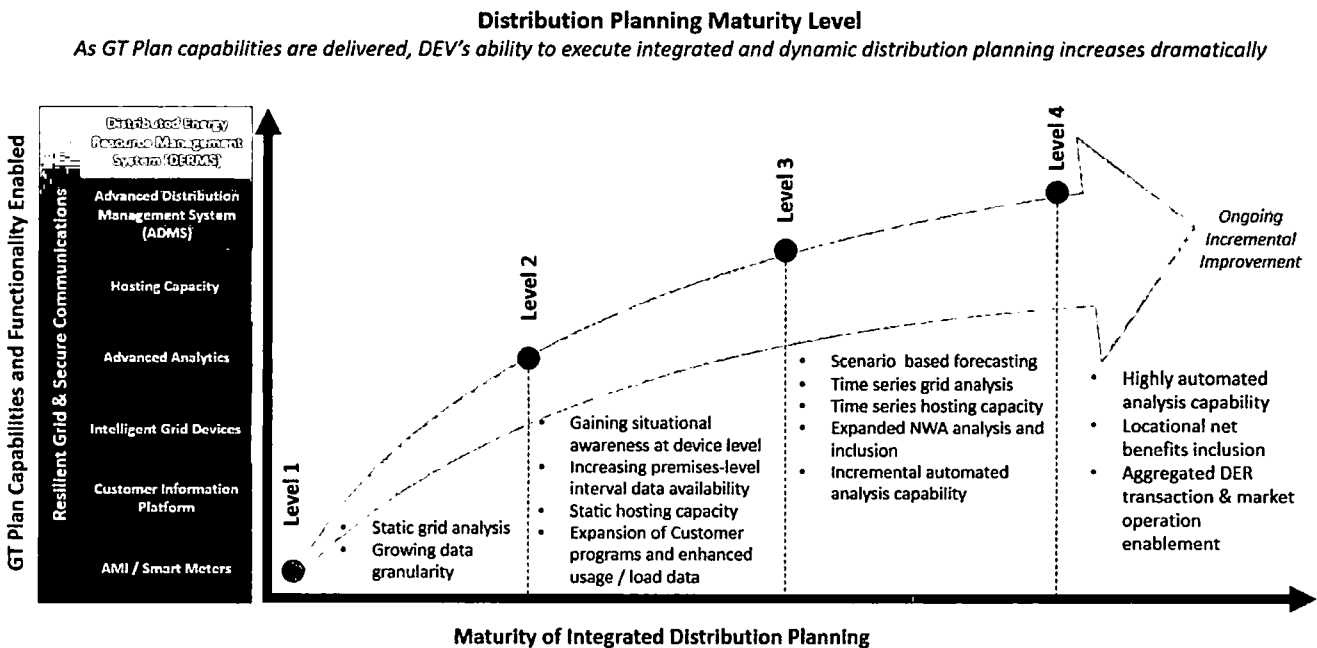 Distribution Planning Maturity Level
As GT Plan capabilities are delivered, DEV's ability to execute integrated and dynamic distribution planning increases dramatically
GT Plan Capabilities and Functionality Enabled
Resilient Grid & Secure Communications
Distributed Energy
Resource Management
System (DERMS)
Advanced Distribution
Management System
(ADMS)
Hosting Capacity
Advanced Analytics
Intelligent Grid Devices
Customer Information
Platform
AMI / Smart Meters
Level 1
• Static grid analysis
• Growing data
granularity
Level 2
• Gaining situational
awareness at device level
• Increasing premises-level
interval data availability
• Static hosting capacity
• Expansion of Customer
programs and enhanced
usage / load data
Level 3
• Scenario based forecasting
• Time series grid analysis
• Time series hosting capacity
• Expanded NWA analysis and
inclusion
• Incremental automated
analysis capability
Level 4
• Highly automated
analysis capability
• Locational net
benefits inclusion
• Aggregated DER
transaction & market
operation
enablement
Ongoing
Incremental
Improvement
Maturity of Integrated Distribution Planning